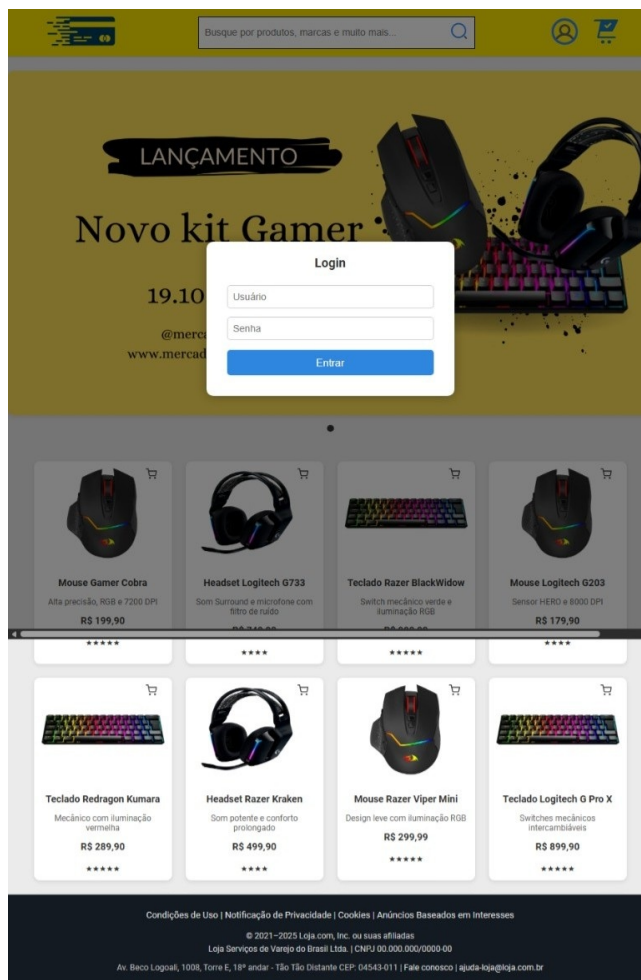 Busque por produtos, marcas e muito mais...
LANÇAMENTO
Novo kit Gamer
19.10
@merca
www.mercad
Login
Usuário
Senha
Entrar
Mouse Gamer Cobra
Alta precisão, RGB e 7200 DPI
R$ 199,90
★★★★★
Headset Logitech G733
Som Surround e microfone com
filtro de ruído
★★★★
Teclado Razer BlackWidow
Switch mecânico verde e
iluminação RGB
★★★★★
Mouse Logitech G203
Sensor HERO e 8000 DPI
R$ 179,90
★★★★
Teclado Redragon Kumara
Mecânico com iluminação
vermelha
R$ 289,90
★★★★★
Headset Razer Kraken
Som potente e conforto
prolongado
R$ 499,90
★★★★
Mouse Razer Viper Mini
Design leve com iluminação RGB
R$ 299,99
★★★★★
Teclado Logitech G Pro X
Switches mecânicos
intercambiáveis
R$ 899,90
★★★★★
Condições de Uso | Notificação de Privacidade | Cookies | Anúncios Baseados em Interesses
© 2021–2025 Loja.com, Inc. ou suas afiliadas
Loja Serviços de Varejo do Brasil Ltda. | CNPJ 00.000.000/0000-00
Av. Beco Logoali, 1008, Torre E, 18º andar - Tão Tão Distante CEP: 04543-011 | Fale conosco | ajuda-loja@loja.com.br